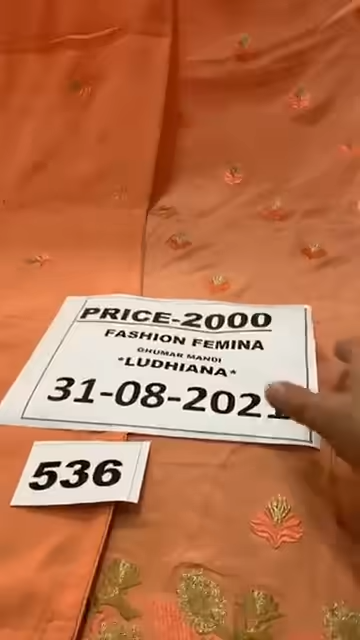 PRICE-2000
FASHION FEMINA
GHUMAR MANDI
*LUDHIANA*
31-08-2021
536